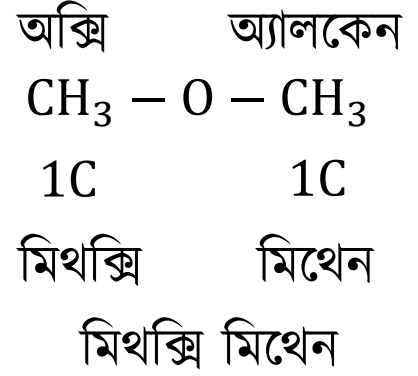 অক্সি অ্যালকেন
CH₃ – O – CH₃
1C 1C
মিথক্সি মিথেন
মিথক্সি মিথেন